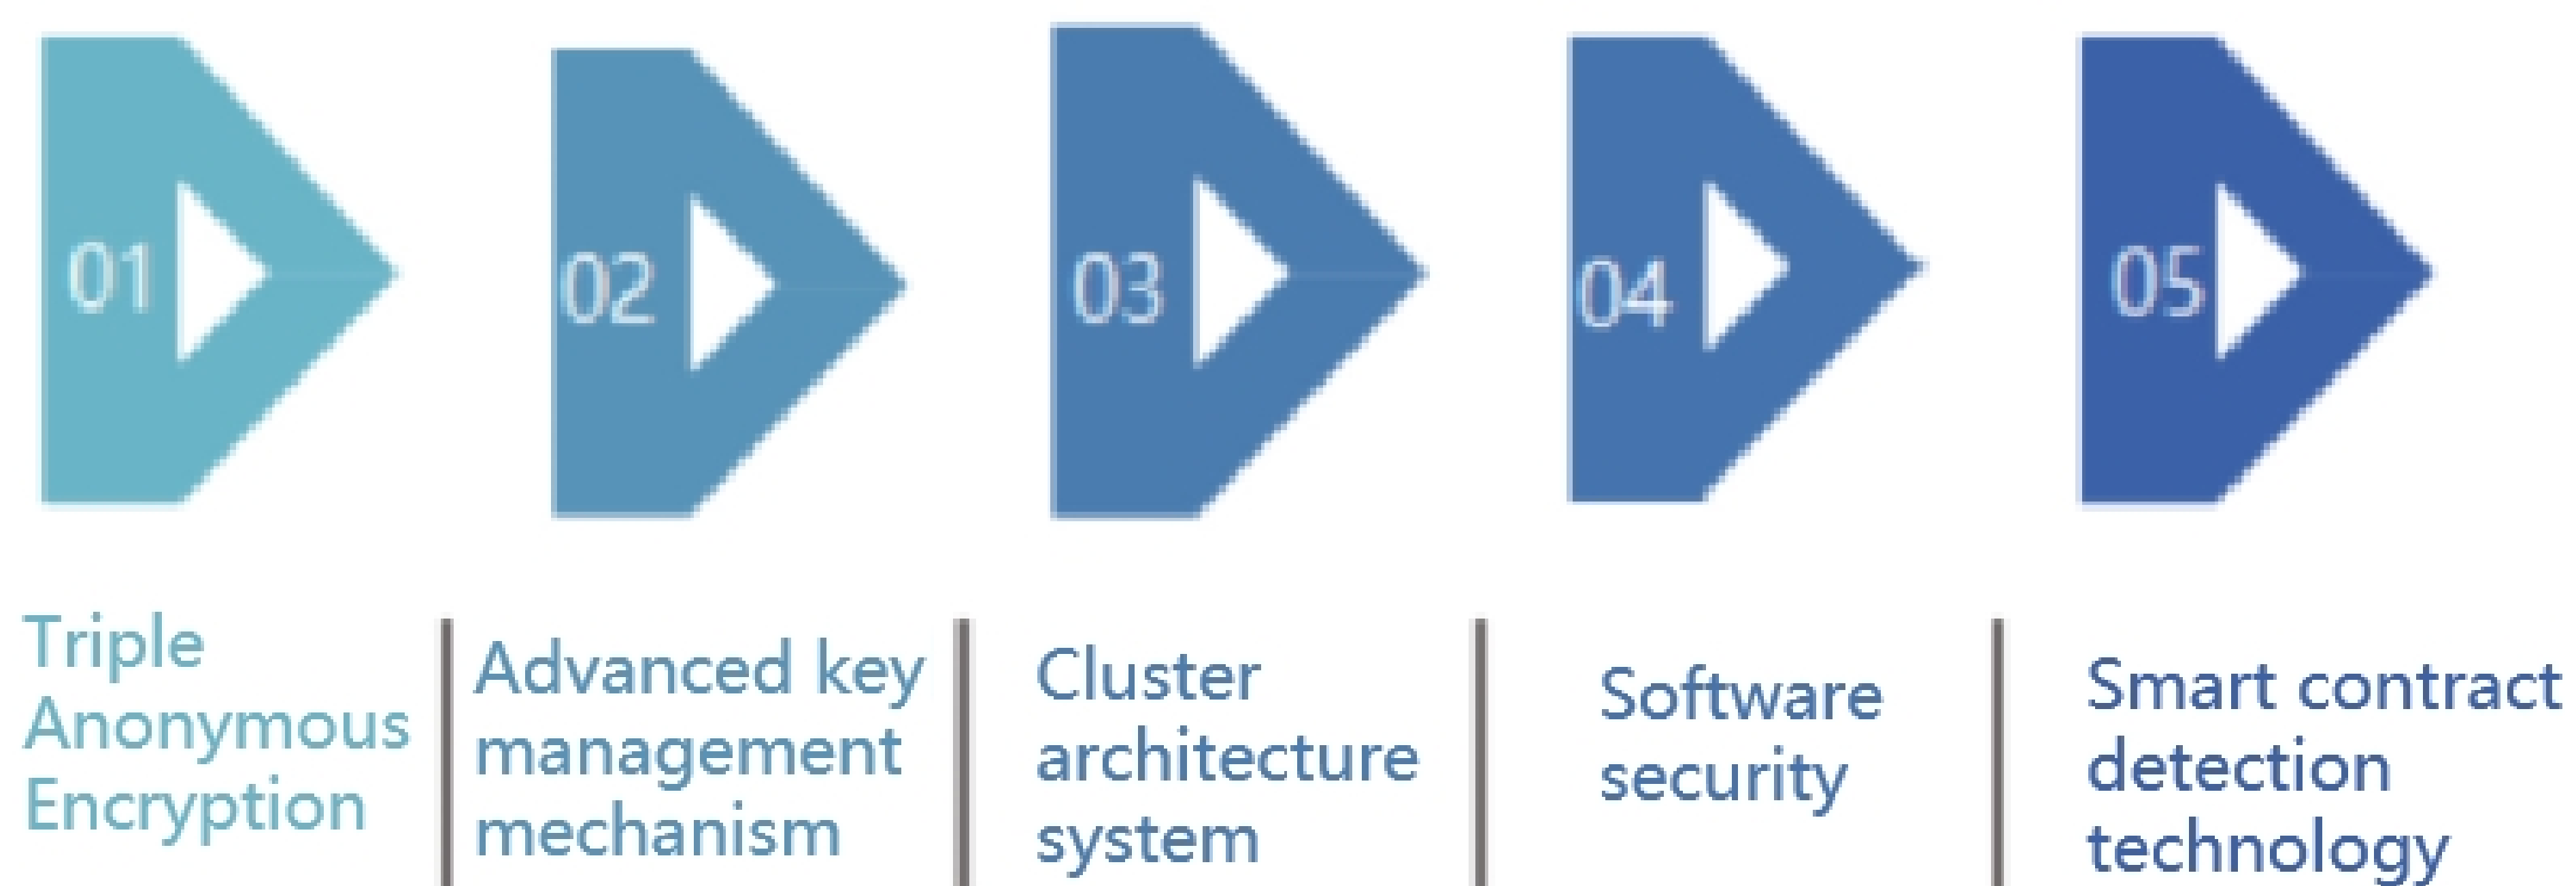 01
02
03
04
05
Triple
Anonymous
Encryption
Advanced key
management
mechanism
Cluster
architecture
system
Software
security
Smart contract
detection
technology